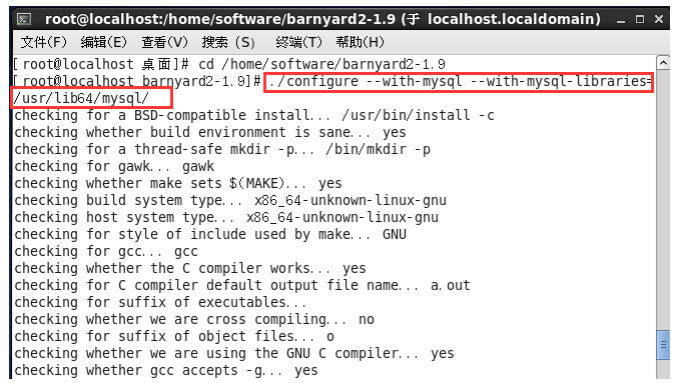 root@localhost:/home/software/barnyard2-1.9 (于 localhost.localdomain)
文件(F) 编辑(E) 查看(V) 搜索 (S) 终端(T) 帮助(H)
[root@localhost 桌面]# cd /home/software/barnyard2-1.9
[root@localhost barnyard2-1.9]# ./configure --with-mysql --with-mysql-libraries=
/usr/lib64/mysql/
checking for a BSD-compatible install... /usr/bin/install -c
checking whether build environment is sane... yes
checking for a thread-safe mkdir -p... /bin/mkdir -p
checking for gawk... gawk
checking whether make sets $(MAKE)... yes
checking build system type... x86_64-unknown-linux-gnu
checking host system type... x86_64-unknown-linux-gnu
checking for style of include used by make... GNU
checking for gcc... gcc
checking whether the C compiler works... yes
checking for C compiler default output file name... a.out
checking for suffix of executables...
checking whether we are cross compiling... no
checking for suffix of object files... o
checking whether we are using the GNU C compiler... yes
checking whether gcc accepts -g... yes